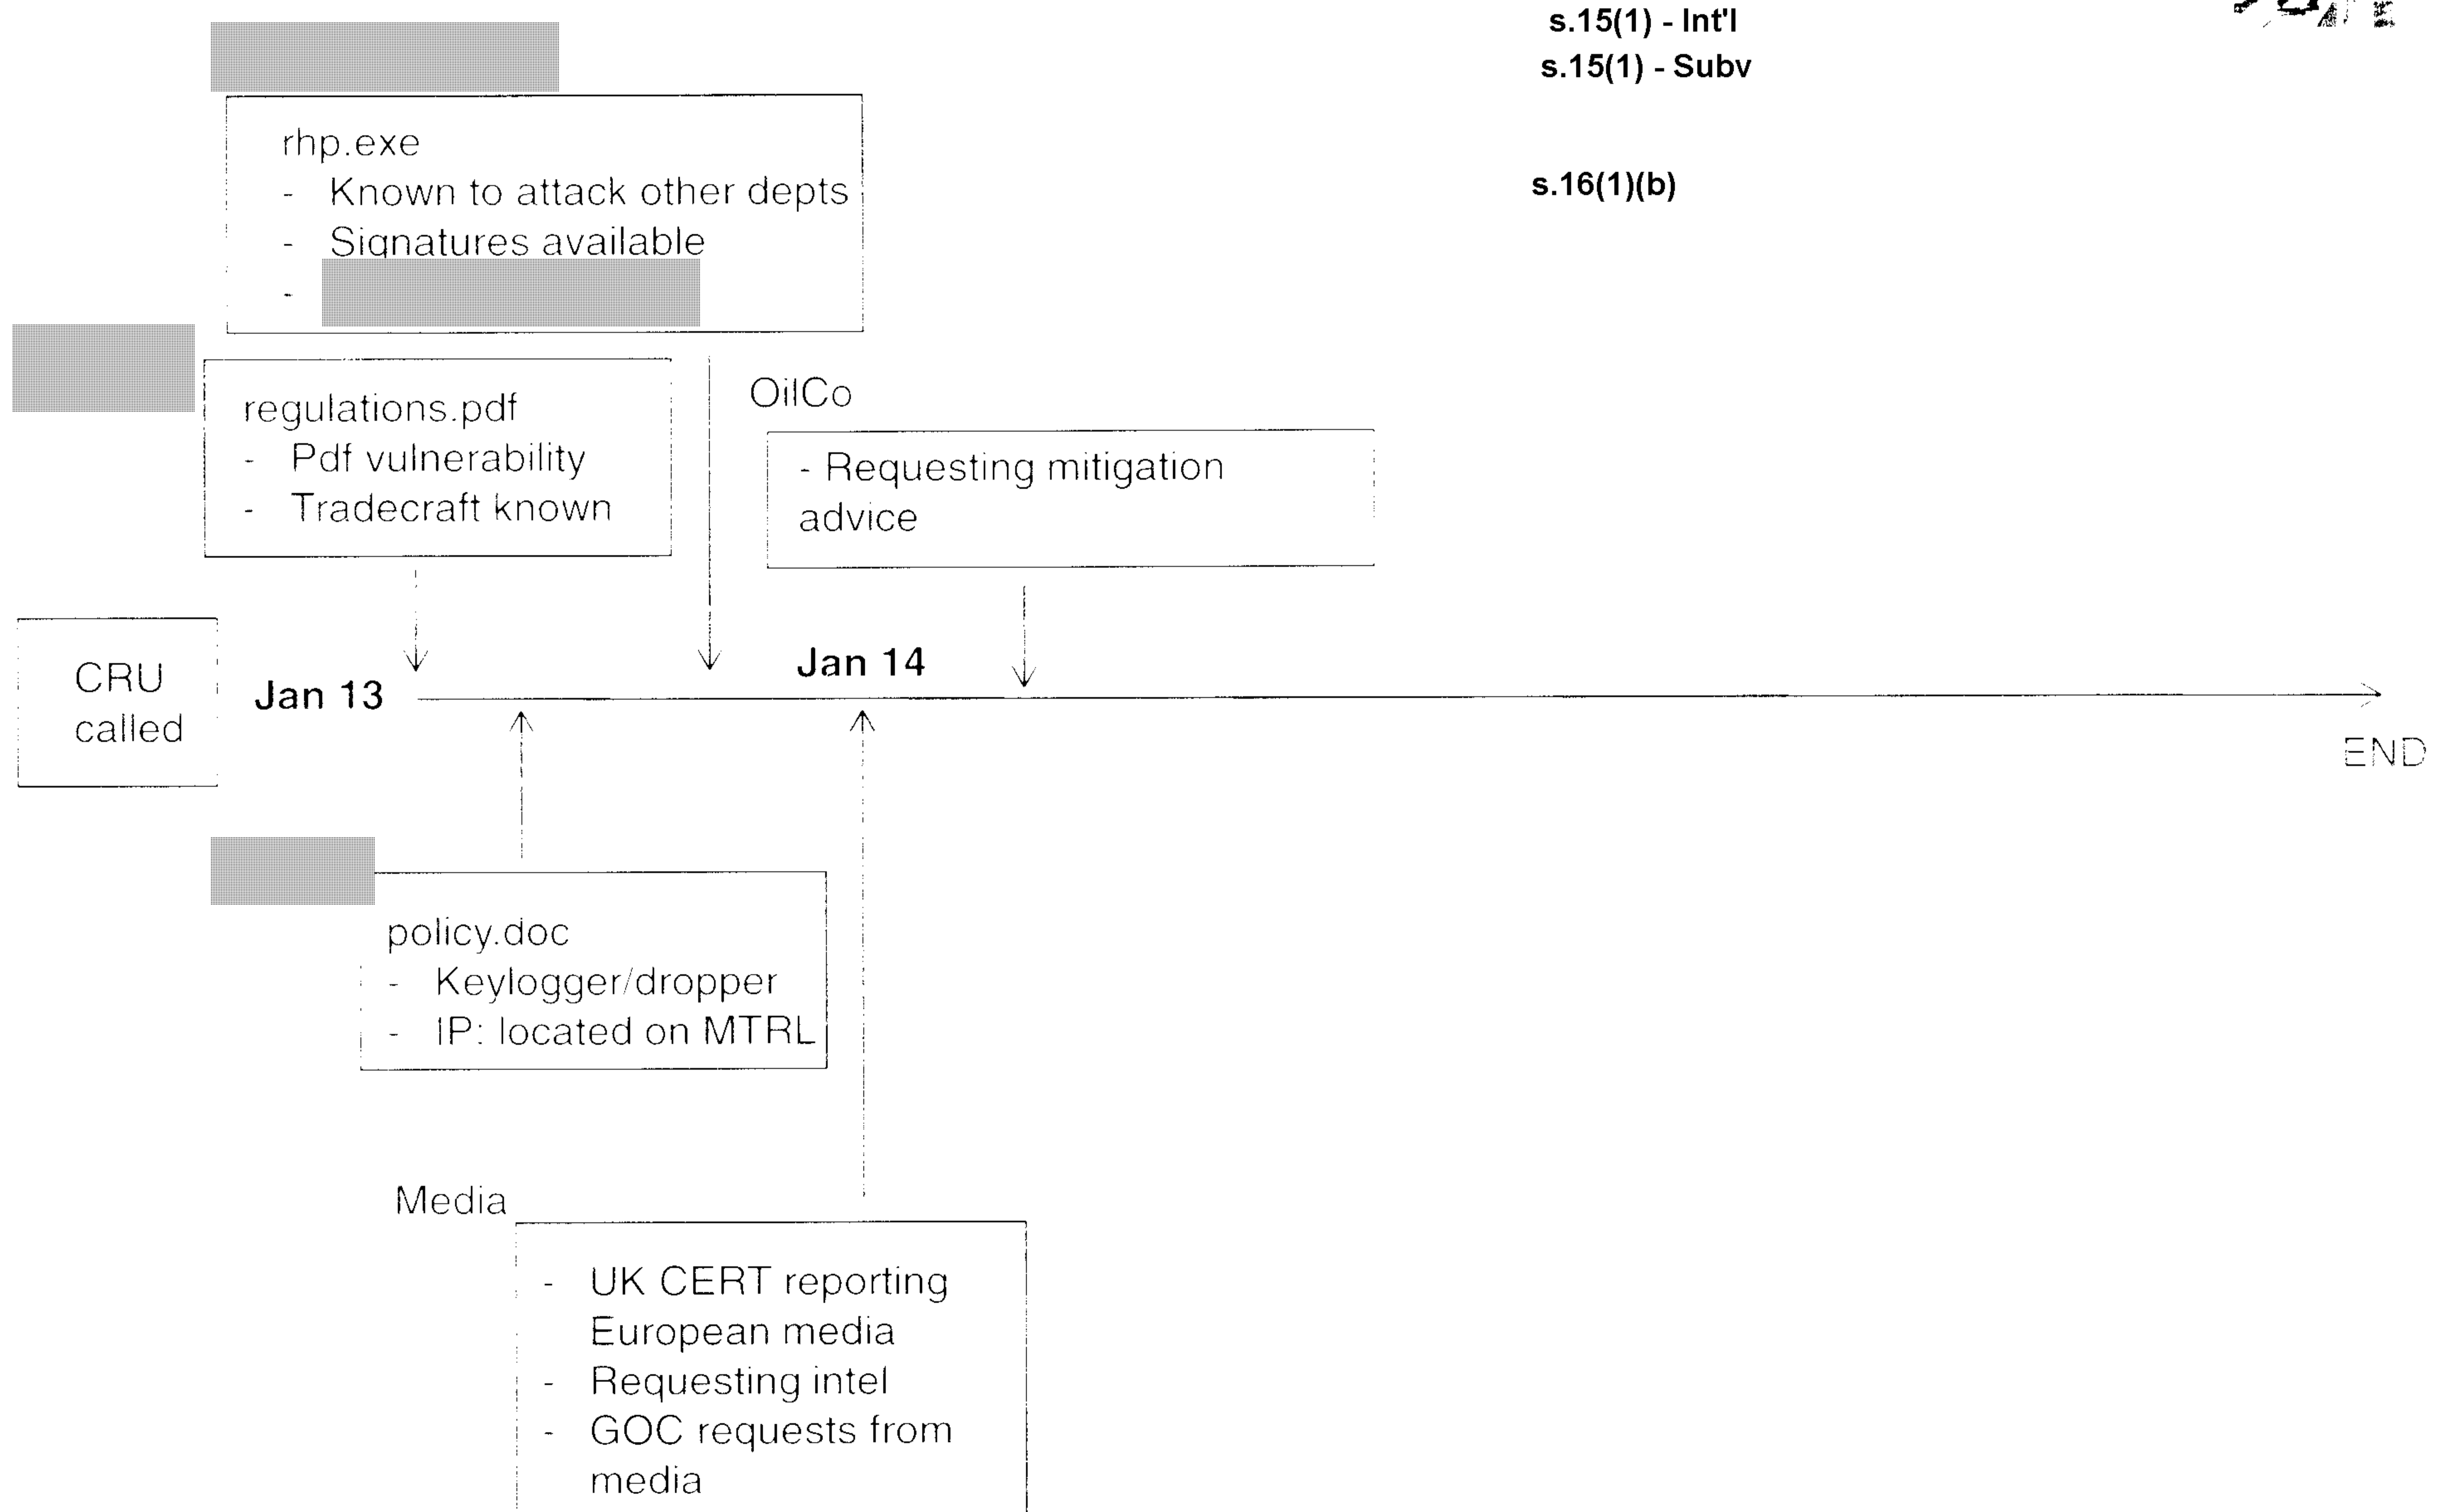 s.15(1) - Int'l
s.15(1) - Subv
s.16(1)(b)
rhp.exe
- Known to attack other depts
- Signatures available
-
regulations.pdf
- Pdf vulnerability
- Tradecraft known
OilCo
- Requesting mitigation
advice
CRU
called
Jan 13
Jan 14
END
policy.doc
- Keylogger/dropper
- IP: located on MTRL
Media
- UK CERT reporting
European media
- Requesting intel
- GOC requests from
media